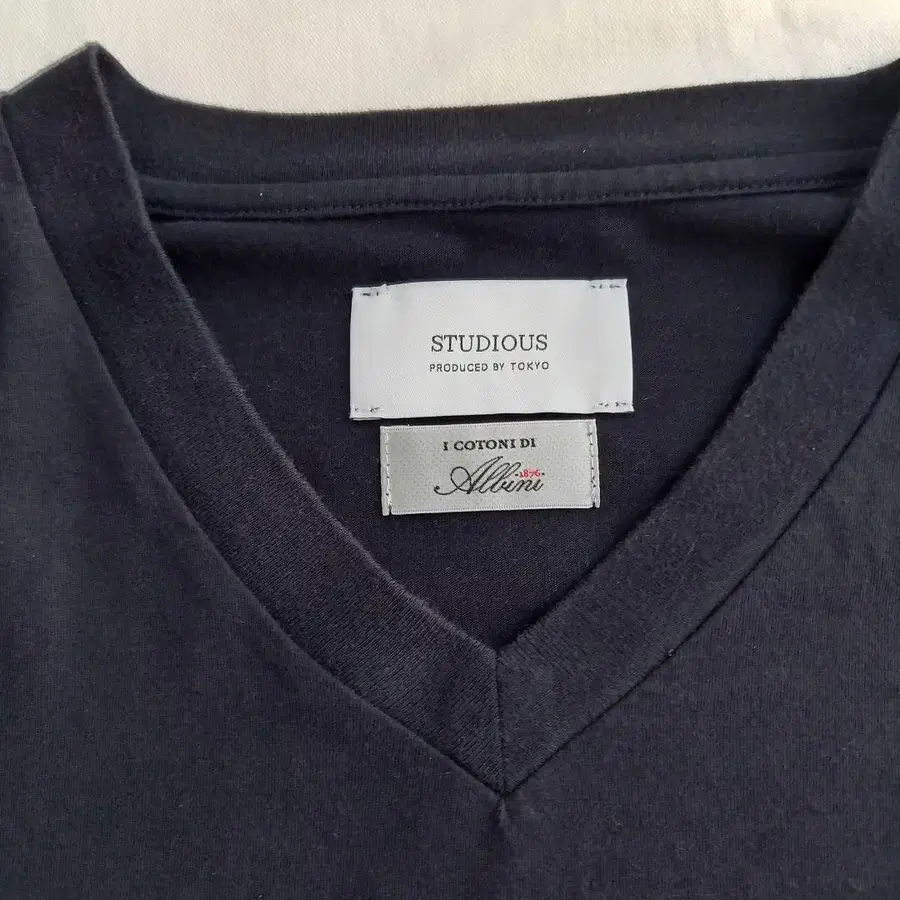 STUDIOUS
PRODUCED BY TOKYO
I COTONI DI
Albini
·1876·